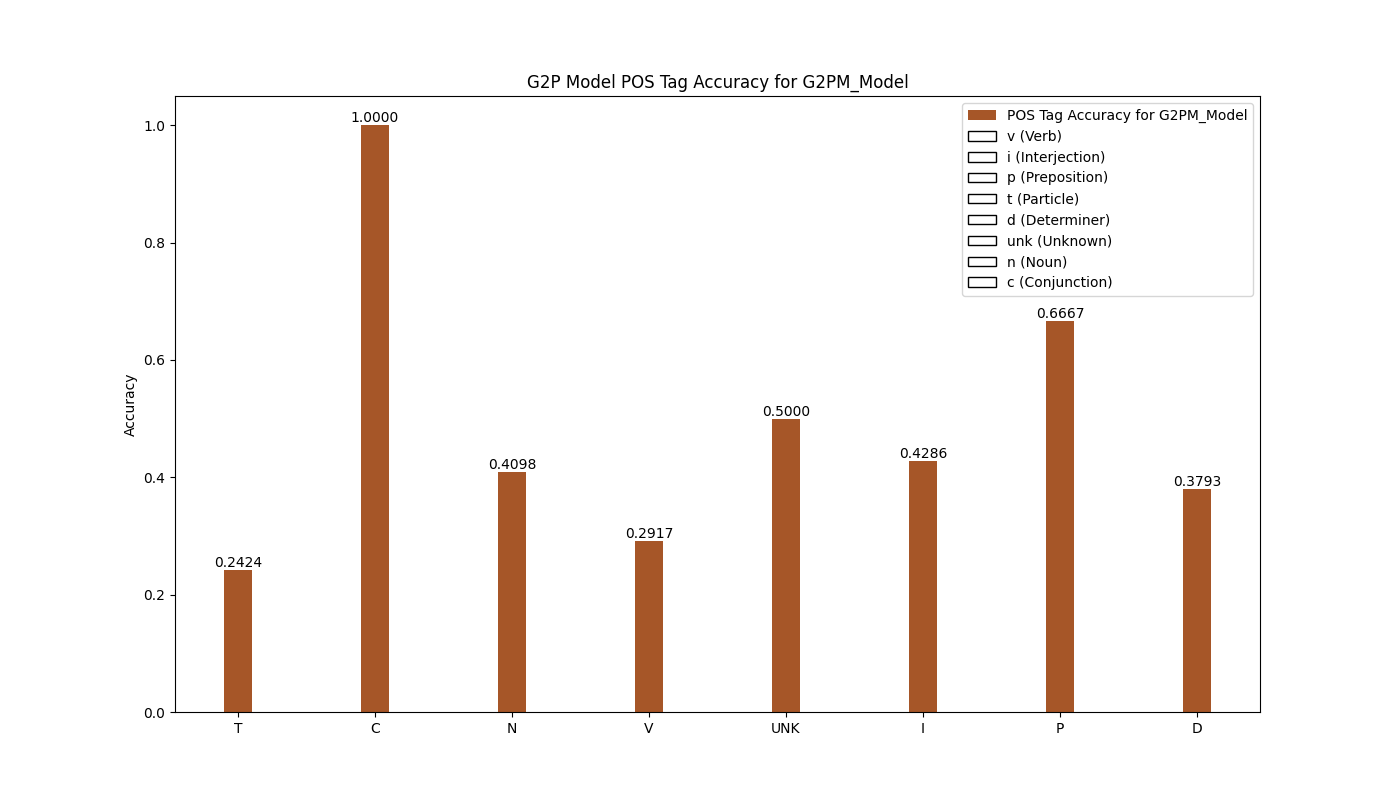 G2P Model POS Tag Accuracy for G2PM_Model
POS Tag Accuracy for G2PM_Model
v (Verb)
i (Interjection)
p (Preposition)
t (Particle)
d (Determiner)
unk (Unknown)
n (Noun)
c (Conjunction)
Accuracy
1.0
0.8
0.6
0.4
0.2
0.0
0.2424
1.0000
0.4098
0.2917
0.5000
0.4286
0.6667
0.3793
T C N V UNK I P D